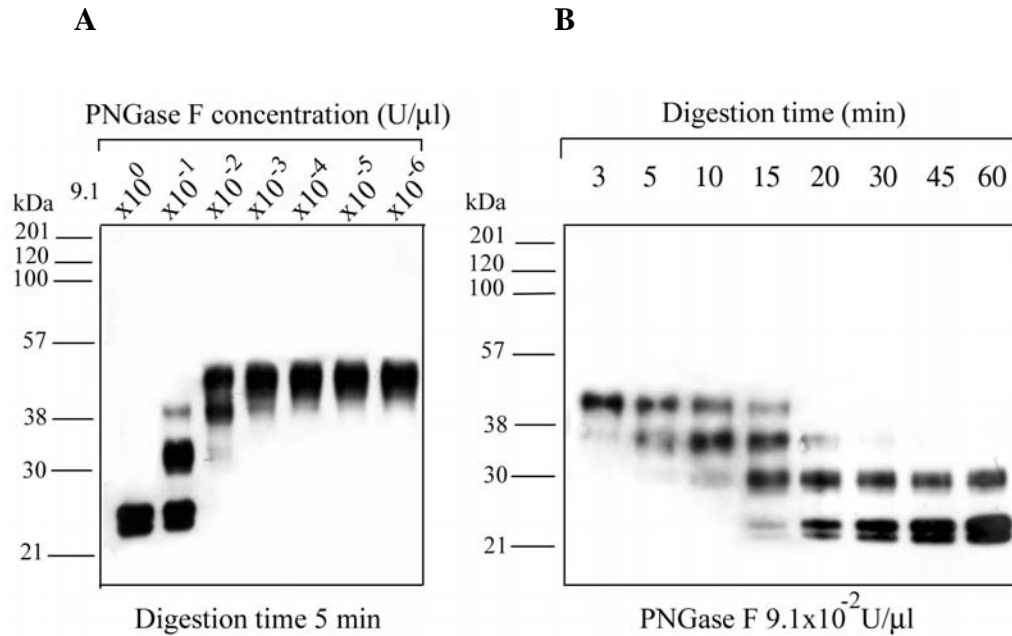 A
B
PNGase F concentration (U/μl)
kDa
9.1
x10⁰
x10⁻¹
x10⁻²
x10⁻³
x10⁻⁴
x10⁻⁵
x10⁻⁶
201
120
100
57
38
30
21
Digestion time 5 min
Digestion time (min)
3 5 10 15 20 30 45 60
kDa
201
120
100
57
38
30
21
PNGase F 9.1x10⁻² U/μl